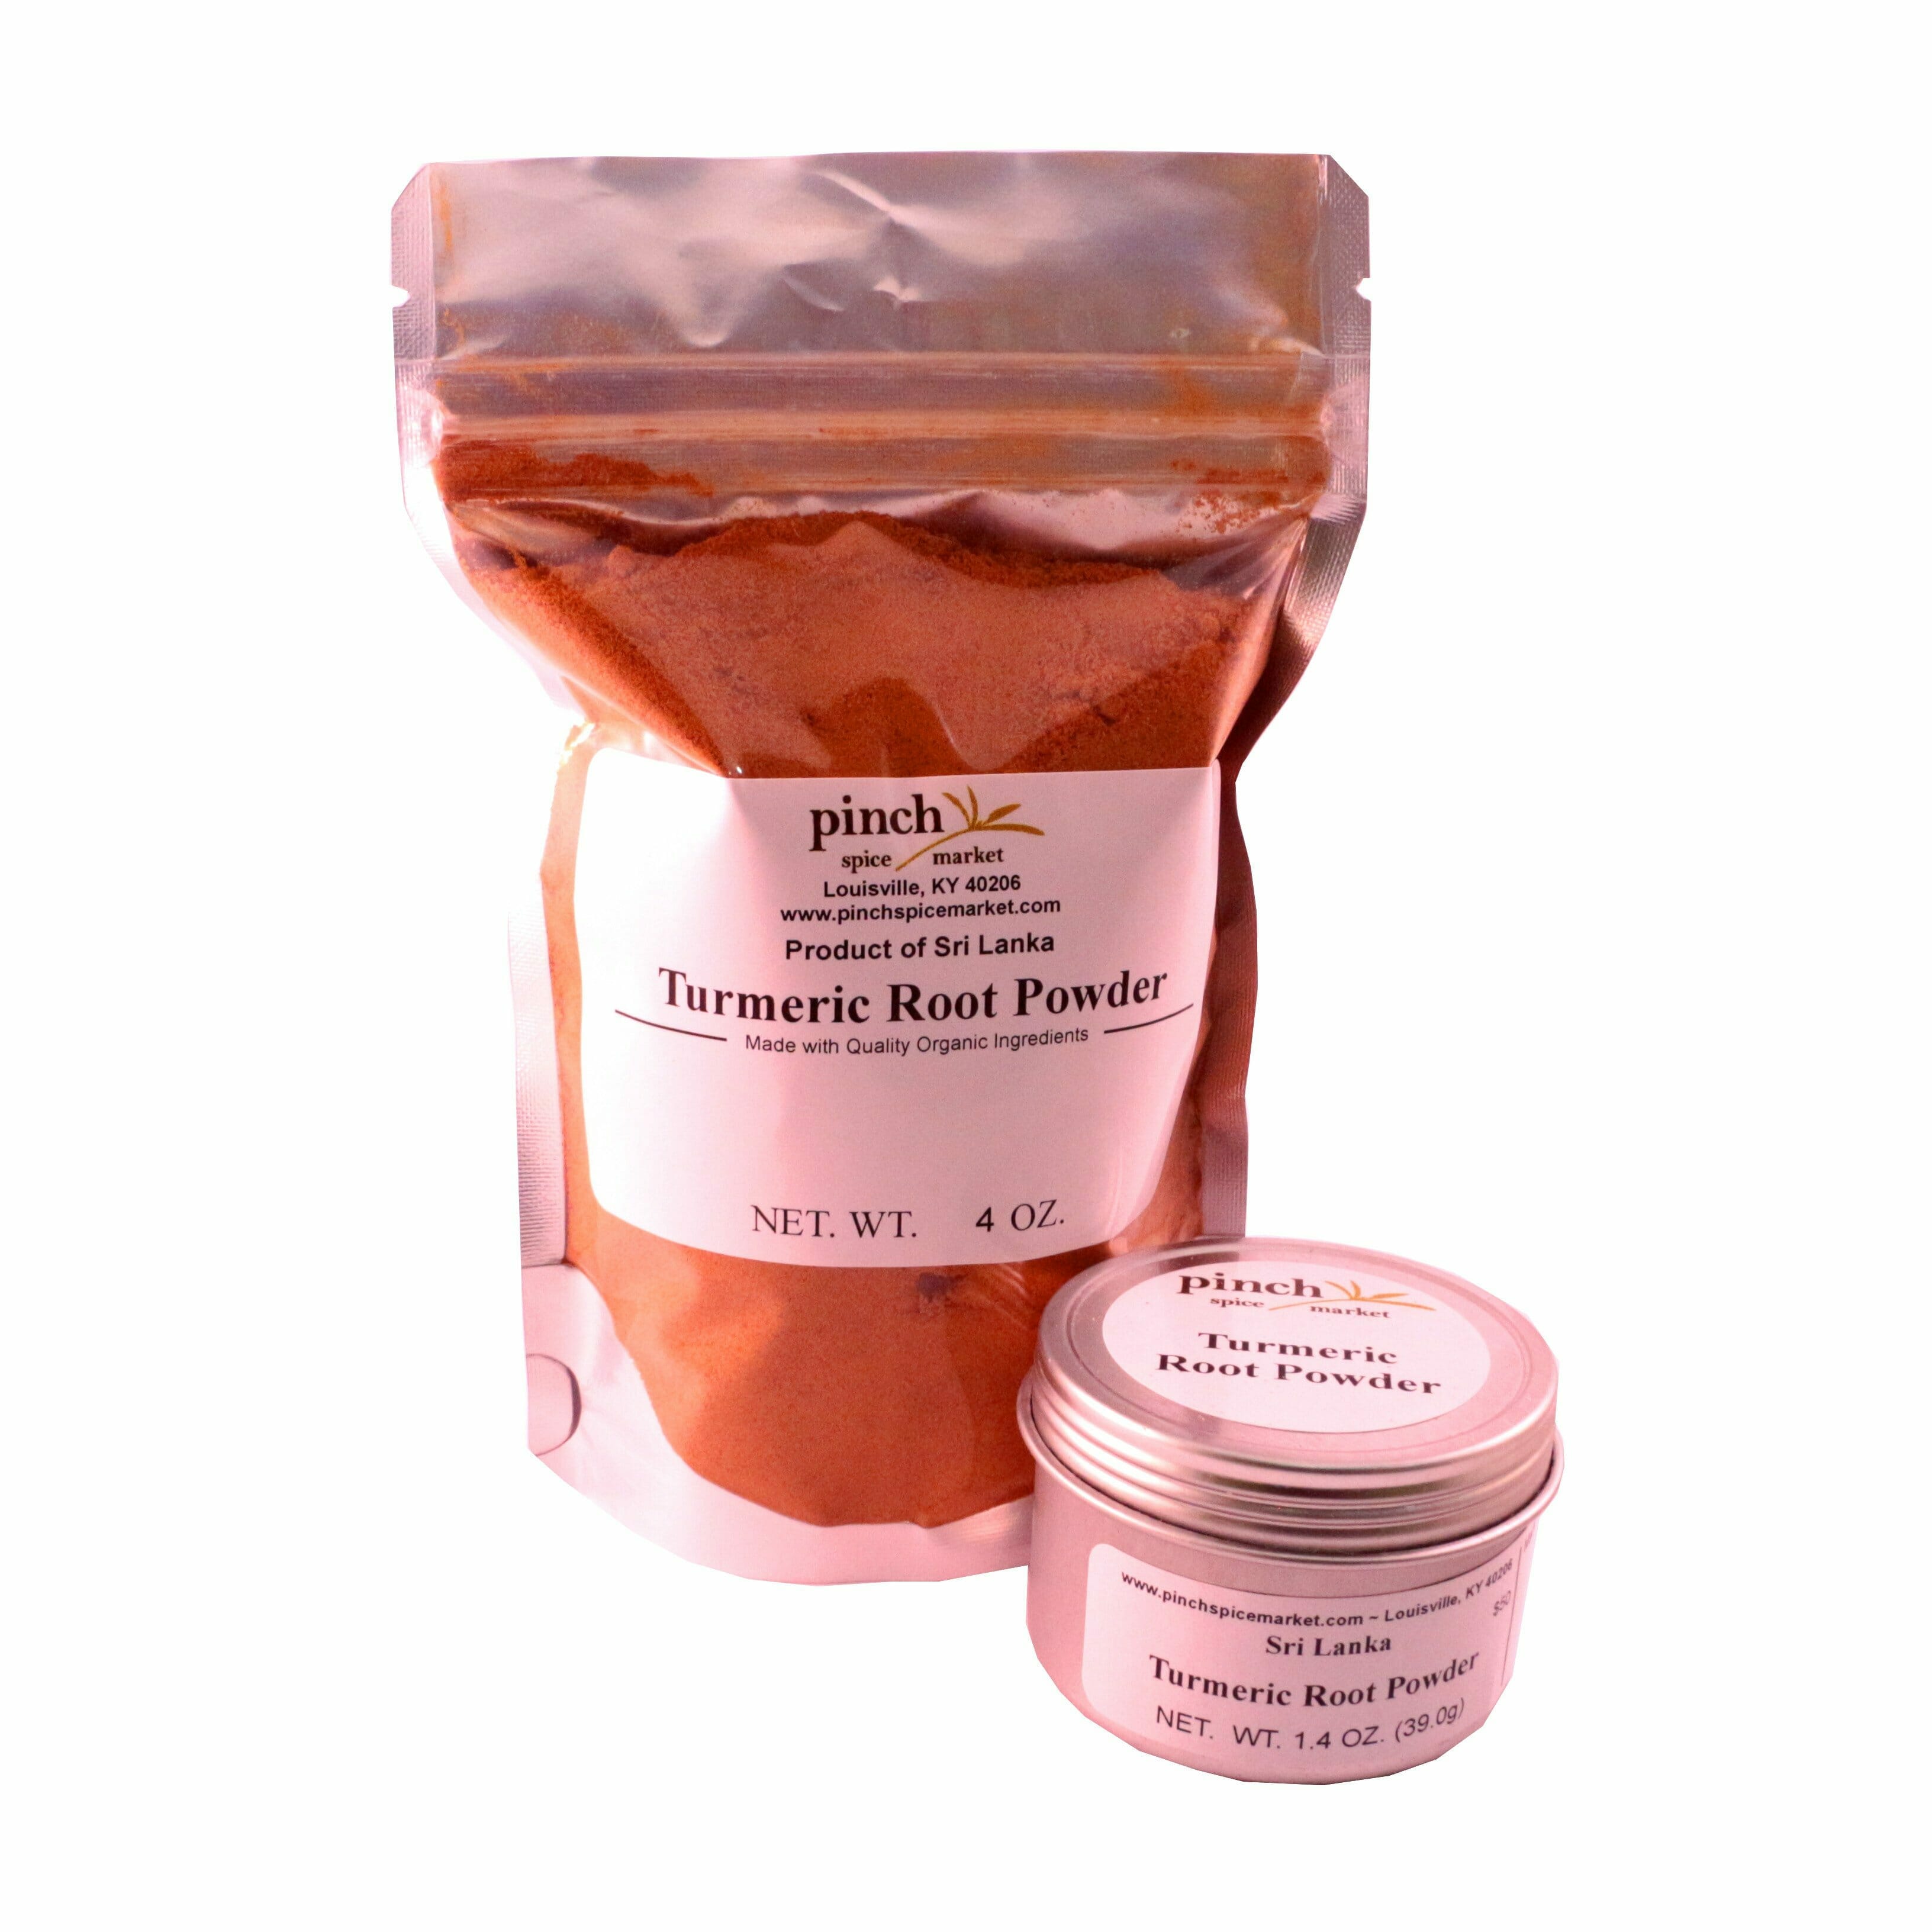 pinch
spice market
Louisville, KY 40206
www.pinchspicemarket.com
Product of Sri Lanka
Turmeric Root Powder
Made with Quality Organic Ingredients
NET. WT. 4 OZ.
pinch
spice market
Turmeric
Root Powder
www.pinchspicemarket.com ~ Louisville, KY 40206
Sri Lanka
Turmeric Root Powder
NET. WT. 1.4 OZ. (39.0g)